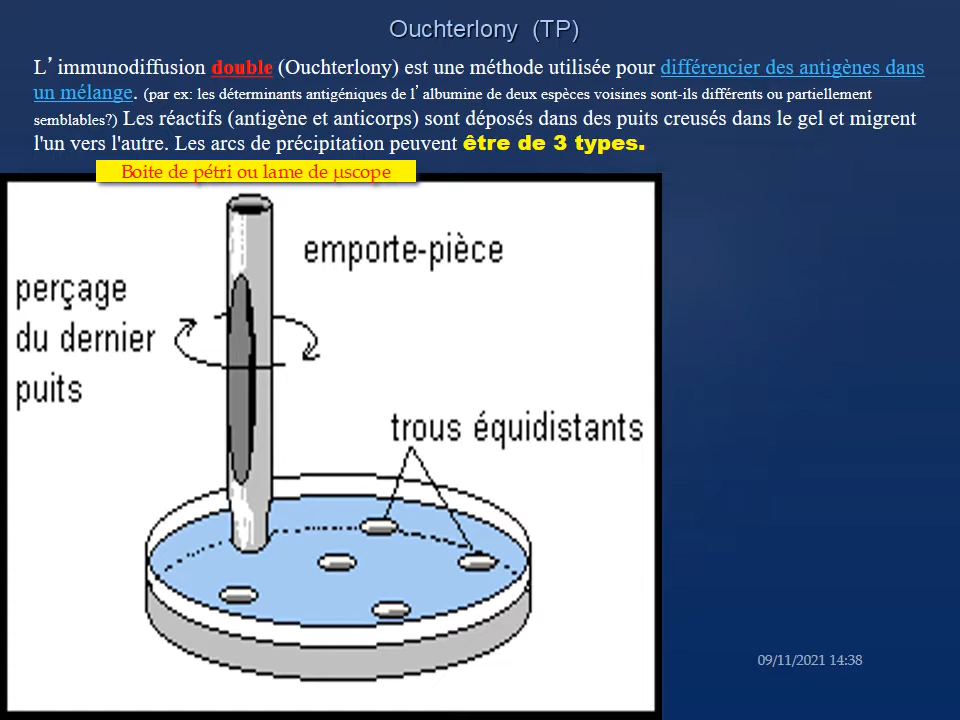 Ouchterlony (TP)
L’immunodiffusion double (Ouchterlony) est une méthode utilisée pour différencier des antigènes dans
un mélange. (par ex: les déterminants antigéniques de l’albumine de deux espèces voisines sont-ils différents ou partiellement
semblables?) Les réactifs (antigène et anticorps) sont déposés dans des puits creusés dans le gel et migrent
l'un vers l'autre. Les arcs de précipitation peuvent être de 3 types.
Boite de pétri ou lame de µscope
emporte-pièce
perçage
du dernier
puits
trous équidistants
09/11/2021 14:38